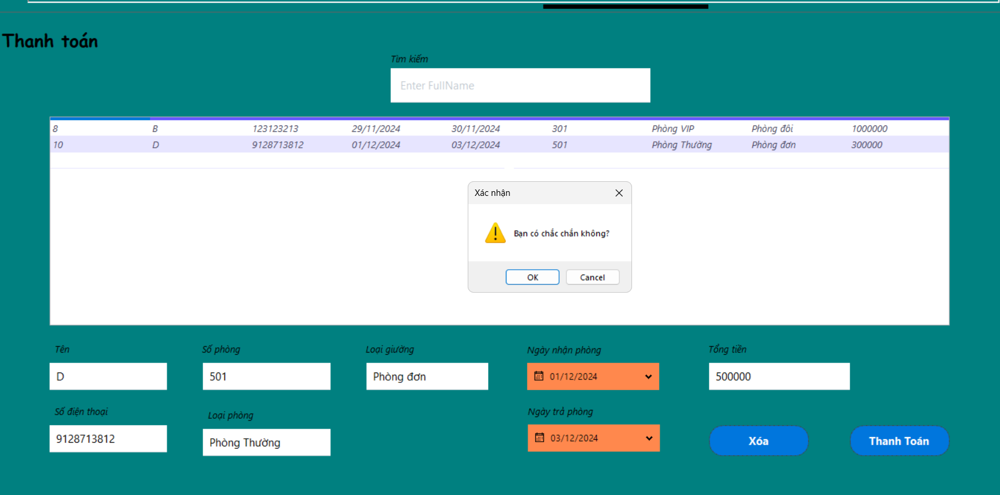 Thanh toán
Tìm kiếm
Enter FullName
8 B 123123213 29/11/2024 30/11/2024 301 Phòng VIP Phòng đôi 1000000
10 D 9128713812 01/12/2024 03/12/2024 501 Phòng Thường Phòng đơn 300000
Xác nhận
Bạn có chắc chắn không?
OK Cancel
Tên Số phòng Loại giường Ngày nhận phòng Tổng tiền
D 501 Phòng đơn 01/12/2024 500000
Số điện thoại Loại phòng Ngày trả phòng
9128713812 Phòng Thường 03/12/2024 Xóa Thanh Toán